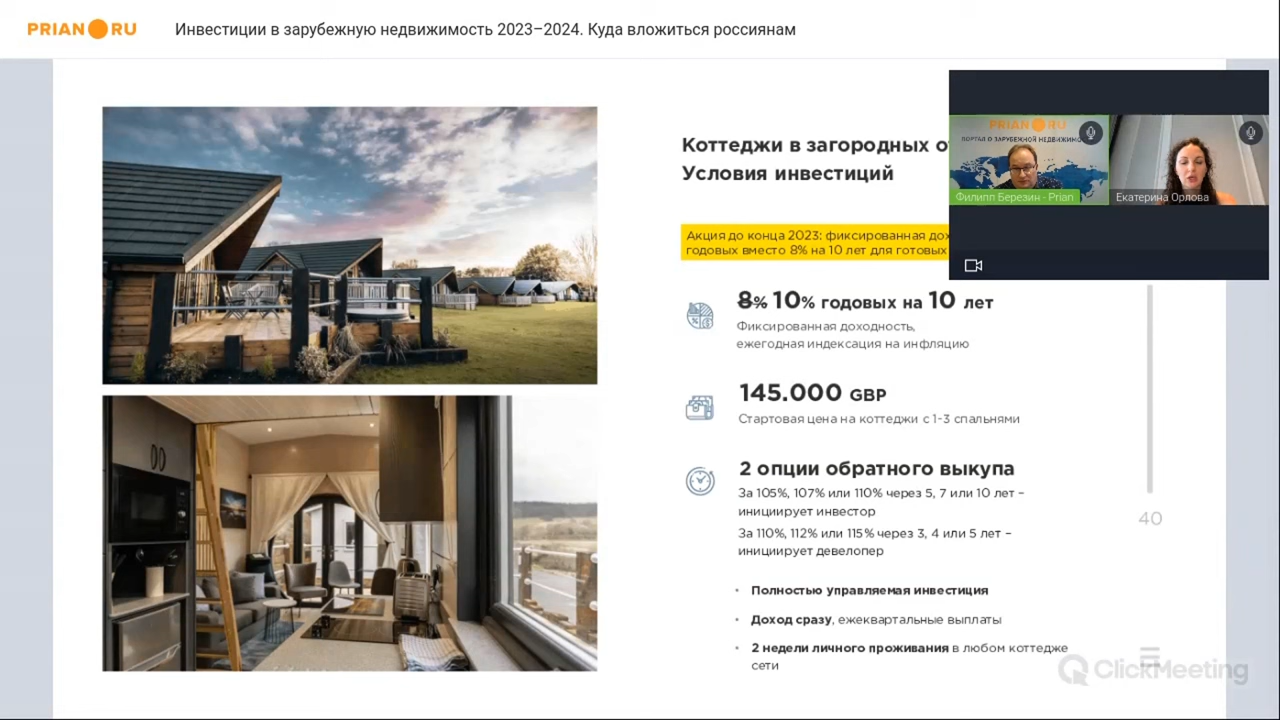 PRIAN RU
Инвестиции в зарубежную недвижимость 2023–2024. Куда вложиться россиянам
Коттеджи в загородных
Условия инвестиций
Акция до конца 2023: фиксированная
годовых вместо 8% на 10 лет для готовых
8% 10% годовых на 10 лет
Фиксированная доходность,
ежегодная индексация на инфляцию
145.000 GBP
Стартовая цена на коттеджи с 1-3 спальнями
2 опции обратного выкупа
За 105%, 107% или 110% через 5, 7 или 10 лет –
инициирует инвестор
За 110%, 112% или 115% через 3, 4 или 5 лет –
инициирует девелопер
• Полностью управляемая инвестиция
• Доход сразу, ежеквартальные выплаты
• 2 недели личного проживания в любом коттедже
сети
40
PRIAN RU
ПОРТАЛ О ЗАРУБЕЖНОЙ
Филипп Березин - Prian
Екатерина Орлова
ClickMeeting